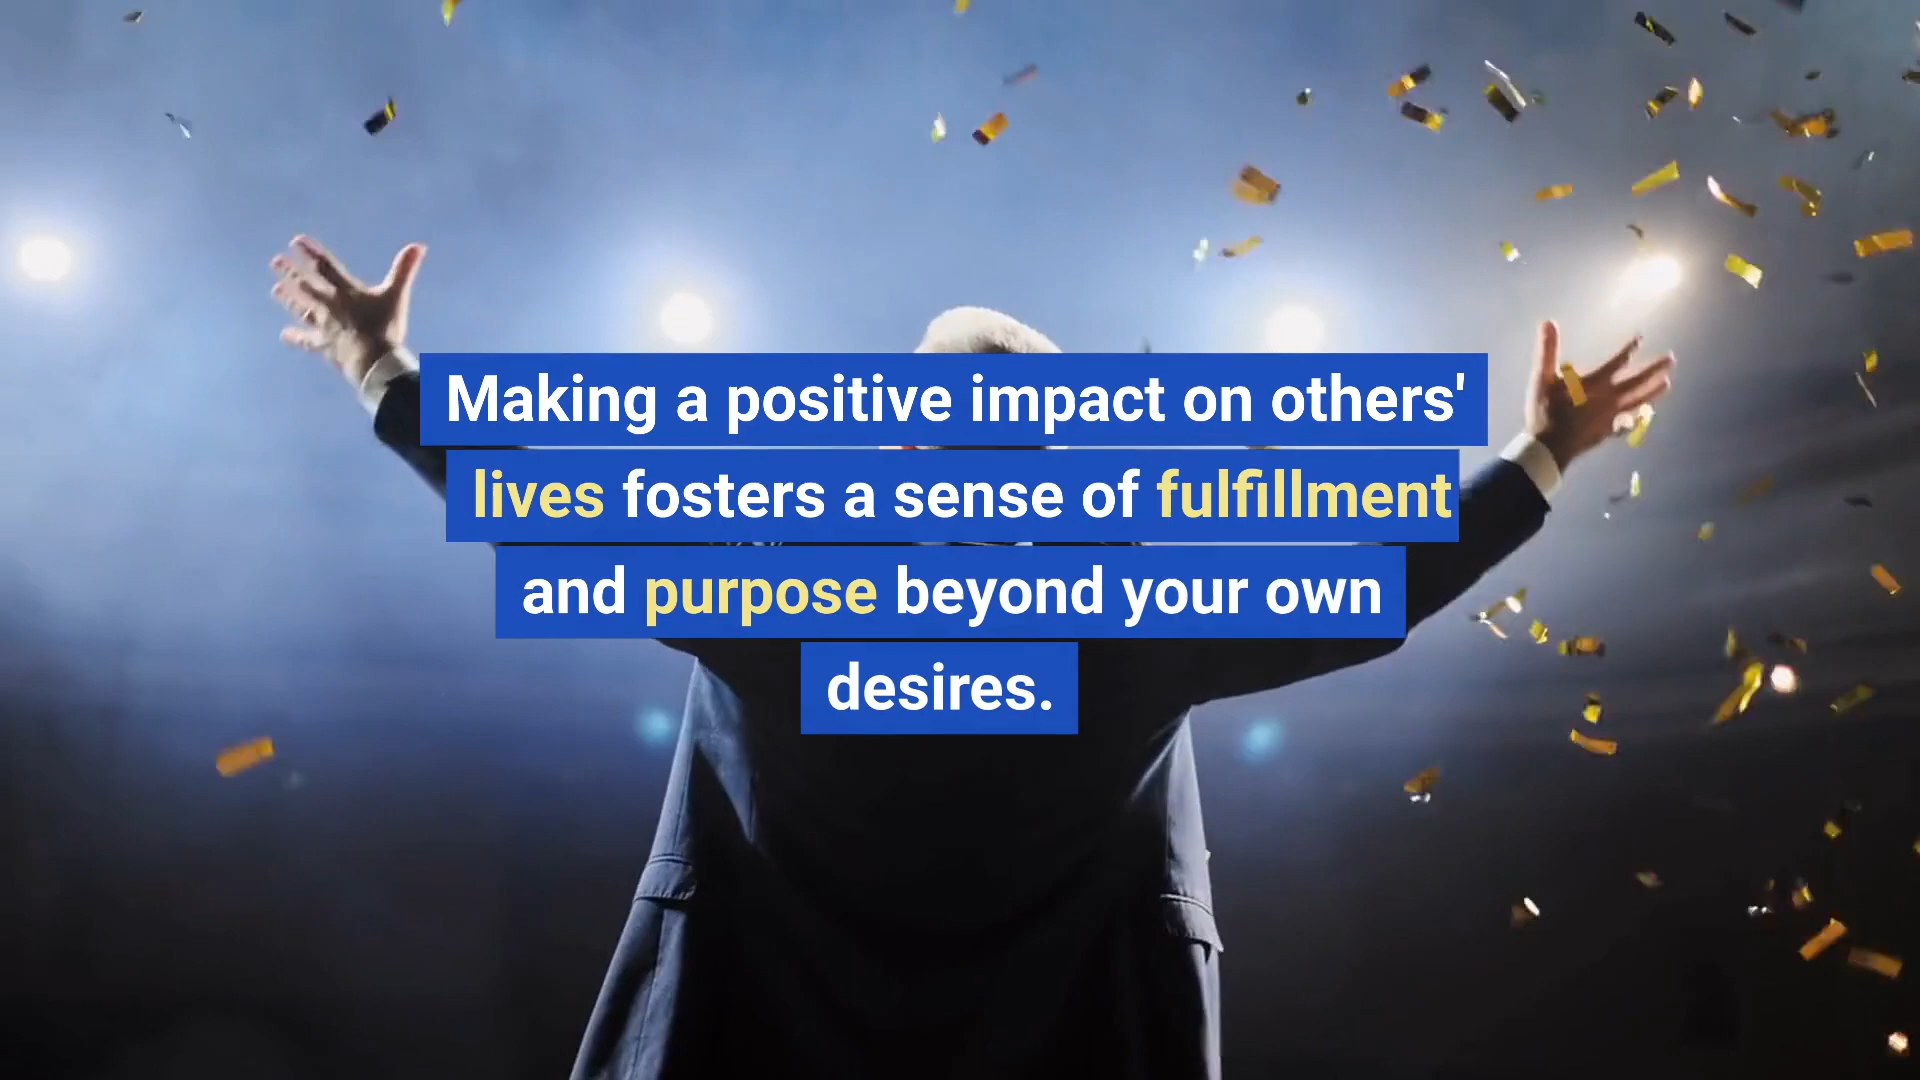 Making a positive impact on others'
lives fosters a sense of fulfillment
and purpose beyond your own
desires.